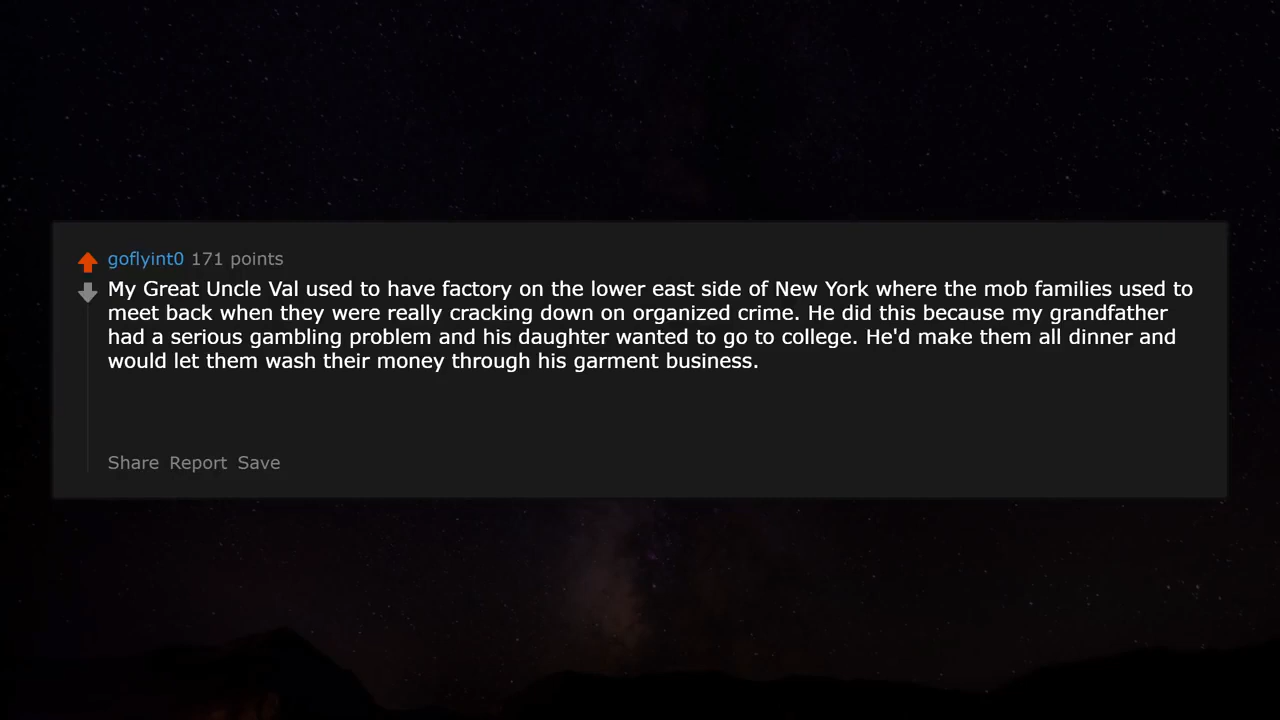 goflyint0 171 points
My Great Uncle Val used to have factory on the lower east side of New York where the mob families used to
meet back when they were really cracking down on organized crime. He did this because my grandfather
had a serious gambling problem and his daughter wanted to go to college. He'd make them all dinner and
would let them wash their money through his garment business.
Share Report Save